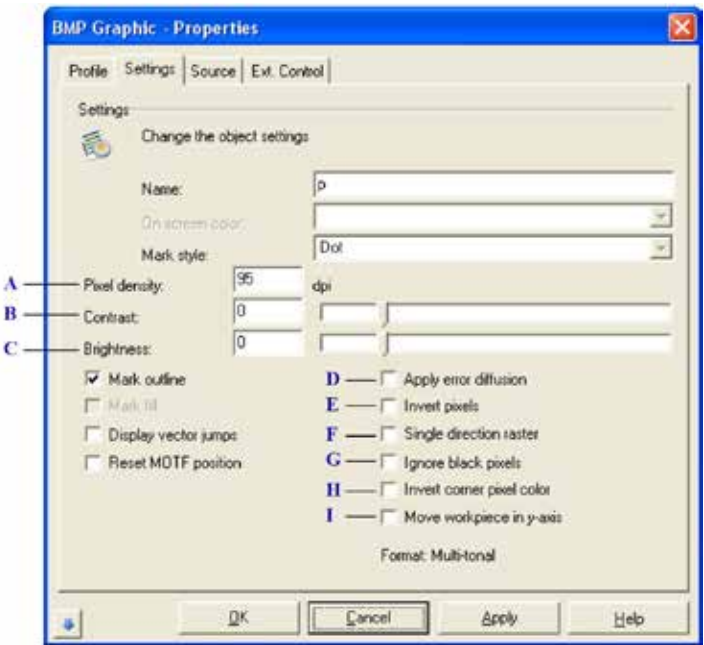 BMP Graphic - Properties
Profile Settings Source Ext. Control
Settings
Change the object settings
Name: p
On screen color:
Mark style: Dot
A Pixel density: 95 dpi
B Contrast: 0
C Brightness: 0
Mark outline D Apply error diffusion
Mark fill E Invert pixels
Display vector jumps F Single direction raster
Reset MOTF position G Ignore black pixels
H Invert corner pixel color
I Move workpiece in y-axis
Format: Multi-tonal
OK Cancel Apply Help